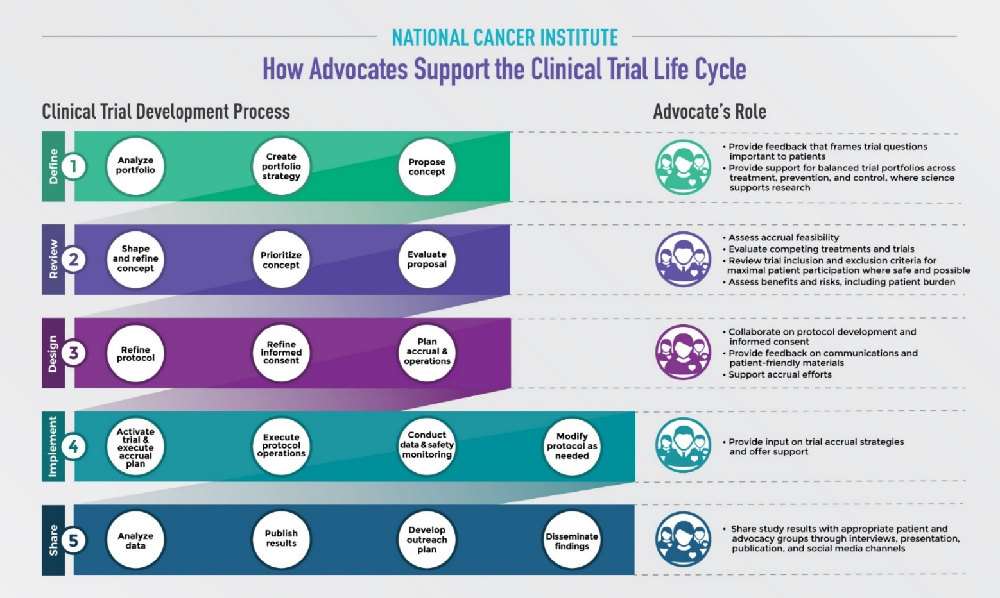 NATIONAL CANCER INSTITUTE
How Advocates Support the Clinical Trial Life Cycle
Clinical Trial Development Process
Advocate's Role
Define
1
Analyze
portfolio
Create
portfolio
strategy
Propose
concept
• Provide feedback that frames trial questions
important to patients
• Provide support for balanced trial portfolios across
treatment, prevention, and control, where science
supports research
Review
2
Shape
and refine
concept
Prioritize
concept
Evaluate
proposal
• Assess accrual feasibility
• Evaluate competing treatments and trials
• Review trial inclusion and exclusion criteria for
maximal patient participation where safe and possible
• Assess benefits and risks, including patient burden
Design
3
Refine
protocol
Refine
informed
consent
Plan
accrual &
operations
• Collaborate on protocol development and
informed consent
• Provide feedback on communications and
patient-friendly materials
• Support accrual efforts
Implement
4
Activate
trial &
execute
accrual
plan
Execute
protocol
operations
Conduct
data & safety
monitoring
Modify
protocol as
needed
• Provide input on trial accrual strategies
and offer support
Share
5
Analyze
data
Publish
results
Develop
outreach
plan
Disseminate
findings
• Share study results with appropriate patient and
advocacy groups through interviews, presentation,
publication, and social media channels